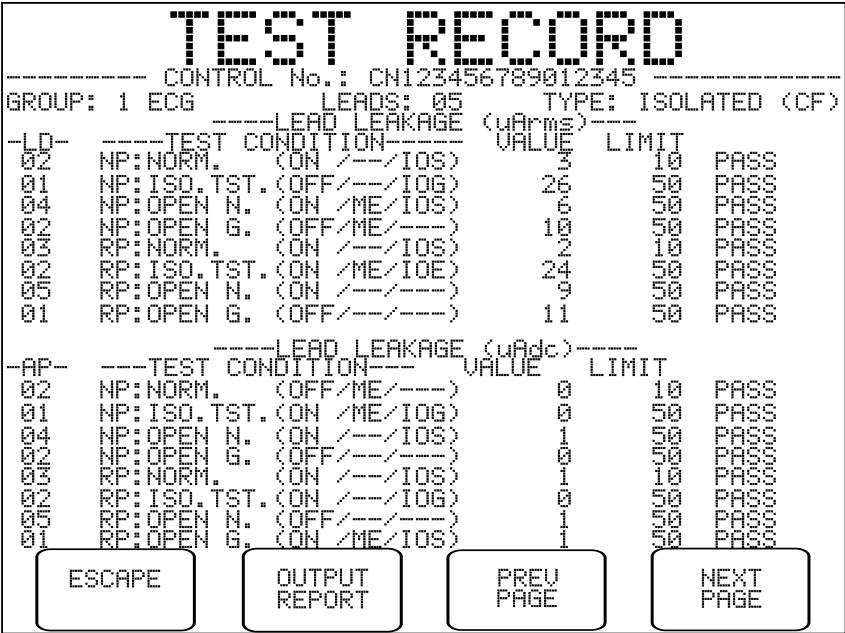 TEST RECORD
---------- CONTROL No.: CN123456789012345 -------------
GROUP: 1 ECG LEADS: 05 TYPE: ISOLATED (CF)
----LEAD LEAKAGE (uArms)---
-LD- ----TEST CONDITION----- VALUE LIMIT
02 NP:NORM. (ON /--/IOS) 3 10 PASS
01 NP:ISO.TST.(OFF/--/IOG) 26 50 PASS
04 NP:OPEN N. (ON /ME/IOS) 6 50 PASS
02 NP:OPEN G. (OFF/ME/---) 10 50 PASS
03 RP:NORM. (ON /--/IOS) 2 10 PASS
02 RP:ISO.TST.(ON /ME/IOE) 24 50 PASS
05 RP:OPEN N. (ON /--/---) 9 50 PASS
01 RP:OPEN G. (OFF/--/---) 11 50 PASS
----LEAD LEAKAGE (uAdc)----
-AP- ---TEST CONDITION--- VALUE LIMIT
02 NP:NORM. (OFF/ME/---) 0 10 PASS
01 NP:ISO.TST.(ON /ME/IOG) 0 50 PASS
04 NP:OPEN N. (ON /--/IOS) 1 50 PASS
02 NP:OPEN G. (OFF/--/---) 0 50 PASS
03 RP:NORM. (ON /--/IOS) 1 10 PASS
02 RP:ISO.TST.(ON /--/IOG) 0 50 PASS
05 RP:OPEN N. (OFF/--/---) 1 50 PASS
01 RP:OPEN G. (ON /ME/IOS) 1 50 PASS
ESCAPE
OUTPUT
REPORT
PREV
PAGE
NEXT
PAGE